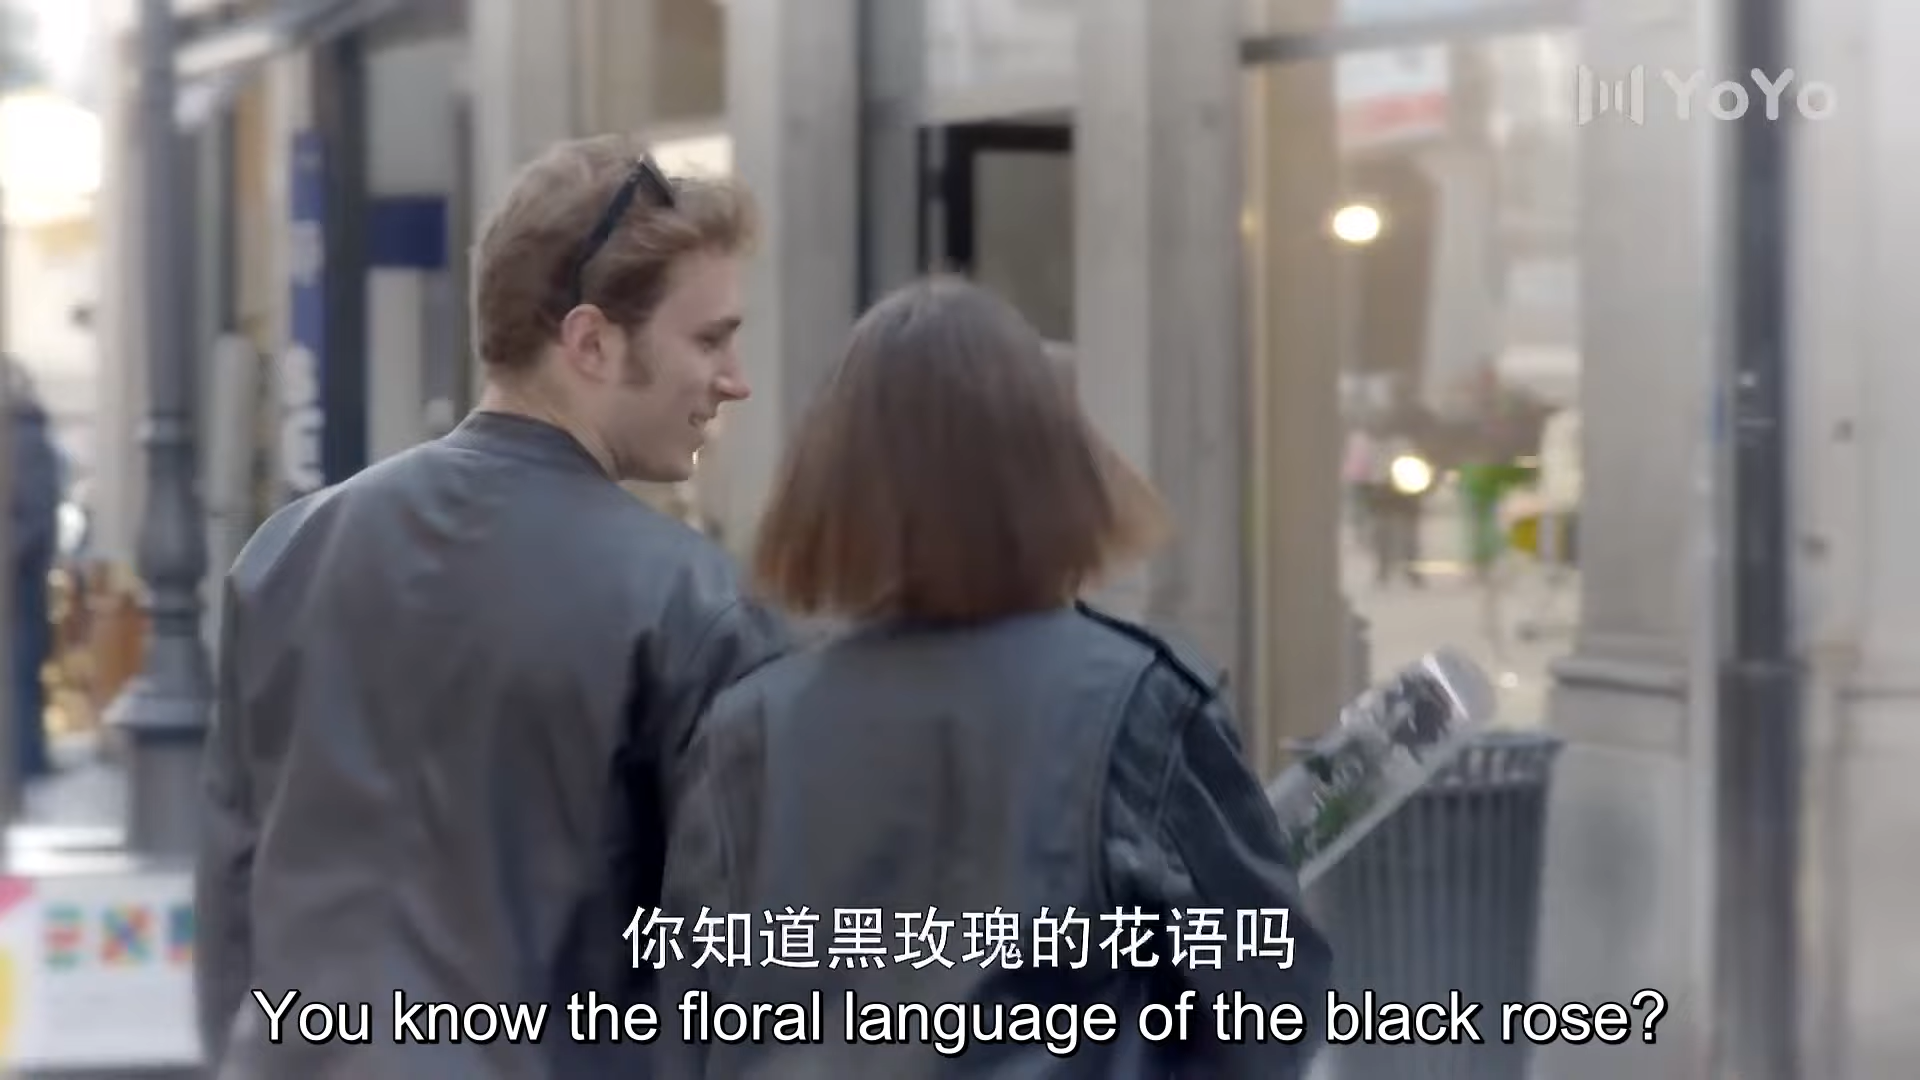 YoYo
你知道黑玫瑰的花语吗
You know the floral language of the black rose?